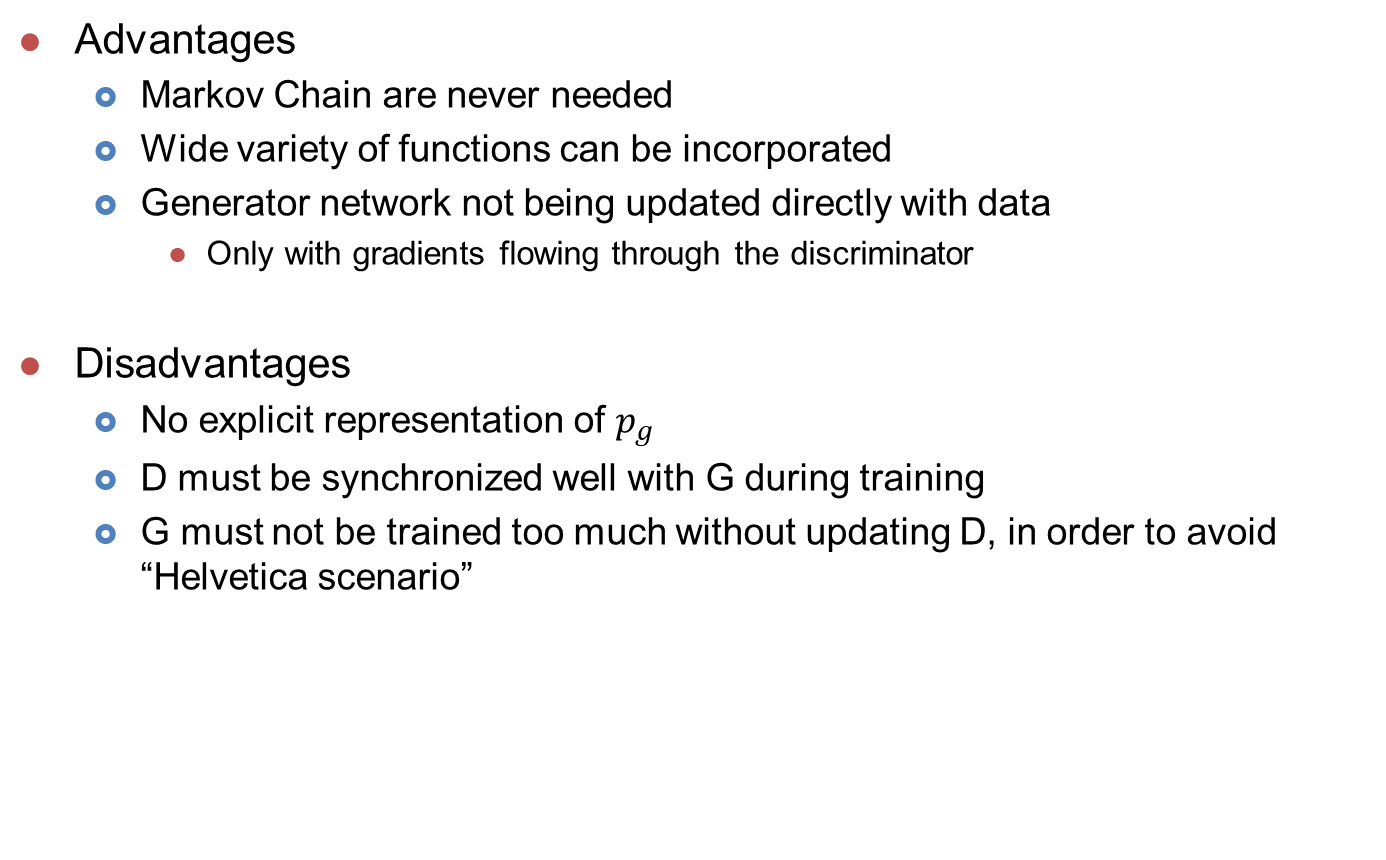 Advantages
Markov Chain are never needed
Wide variety of functions can be incorporated
Generator network not being updated directly with data
Only with gradients flowing through the discriminator
Disadvantages
No explicit representation of p_g
D must be synchronized well with G during training
G must not be trained too much without updating D, in order to avoid
“Helvetica scenario”